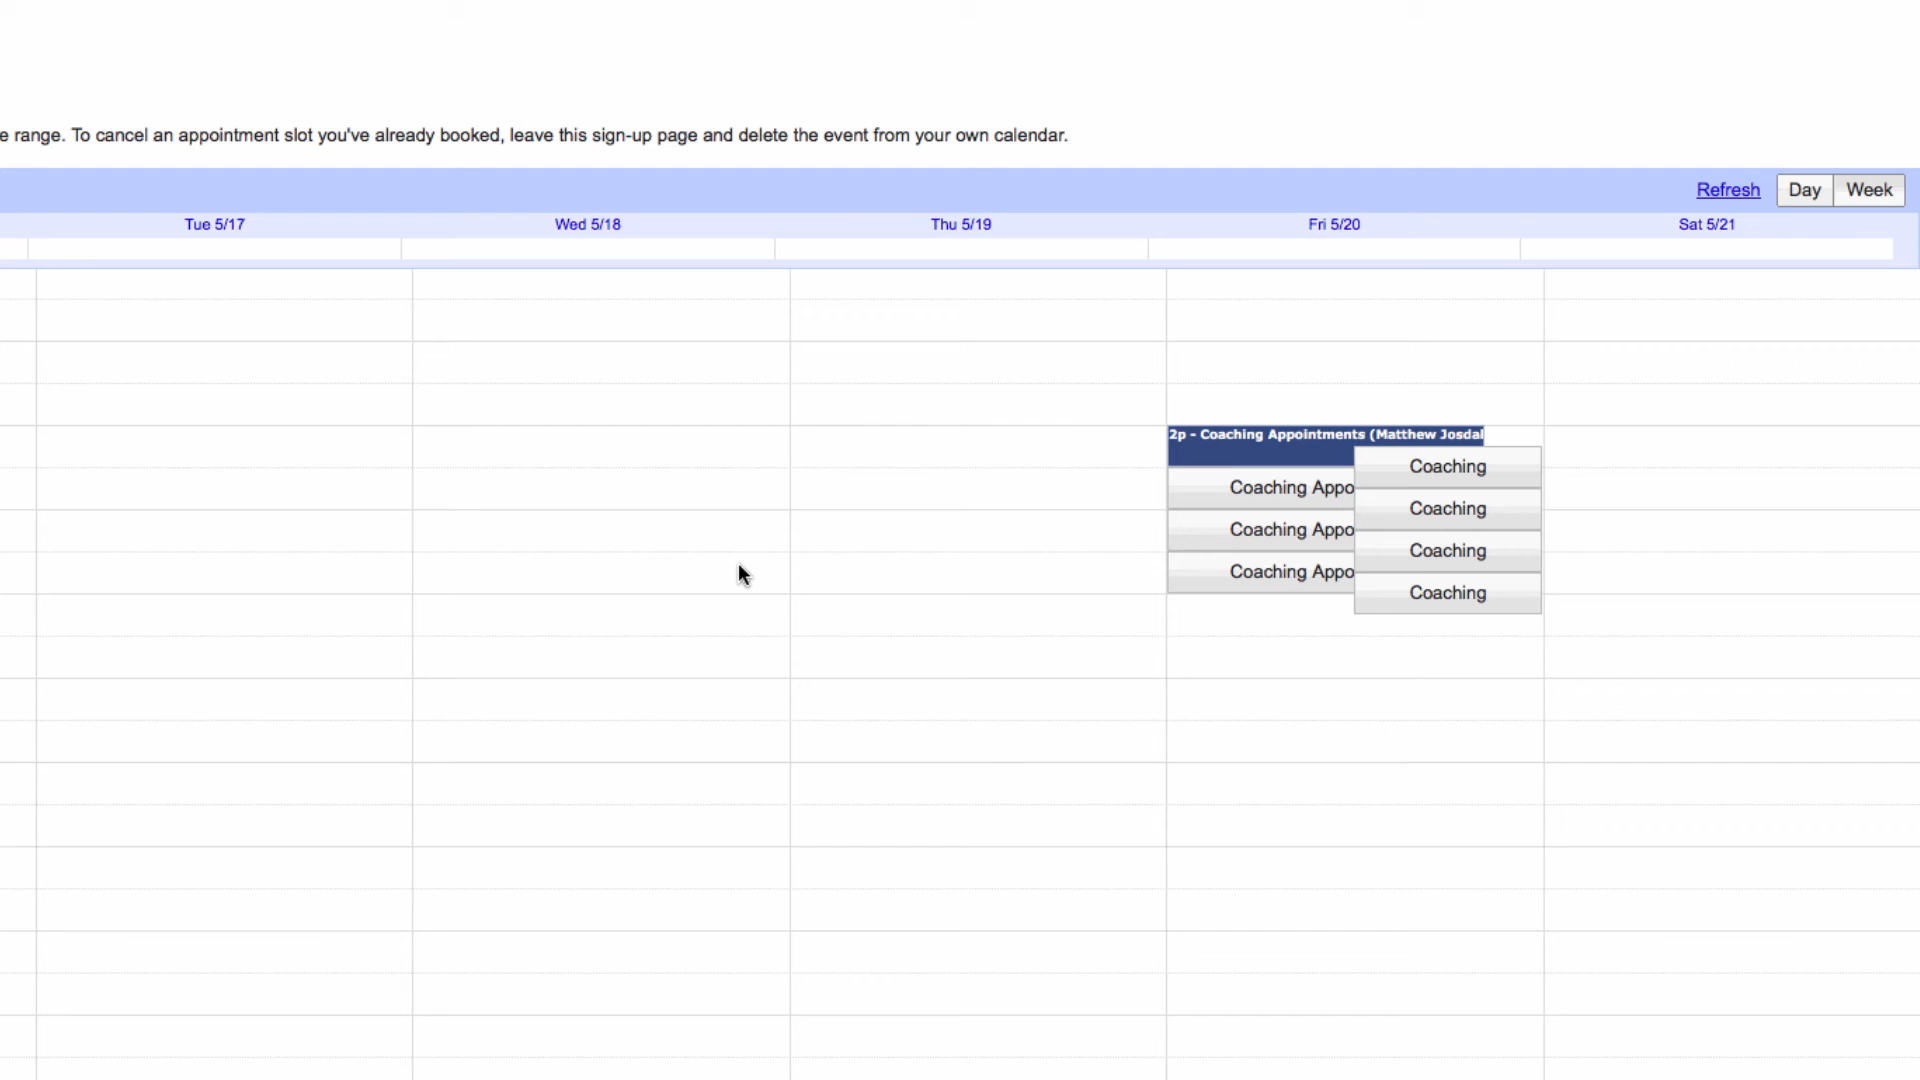 e range. To cancel an appointment slot you've already booked, leave this sign-up page and delete the event from your own calendar.
Refresh Day Week
Tue 5/17 Wed 5/18 Thu 5/19 Fri 5/20 Sat 5/21
2p - Coaching Appointments (Matthew Josdal
Coaching
Coaching Appo
Coaching
Coaching Appo
Coaching
Coaching Appo
Coaching